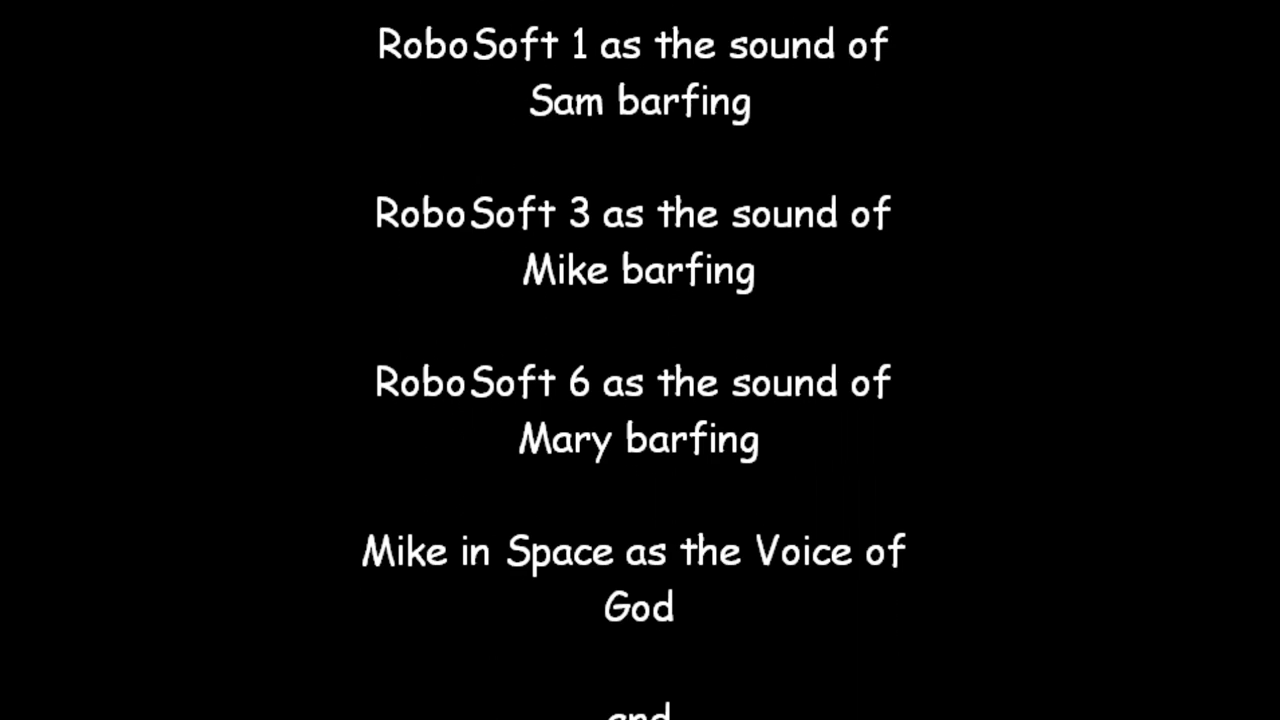 RoboSoft 1 as the sound of
Sam barfing
RoboSoft 3 as the sound of
Mike barfing
RoboSoft 6 as the sound of
Mary barfing
Mike in Space as the Voice of
God
and